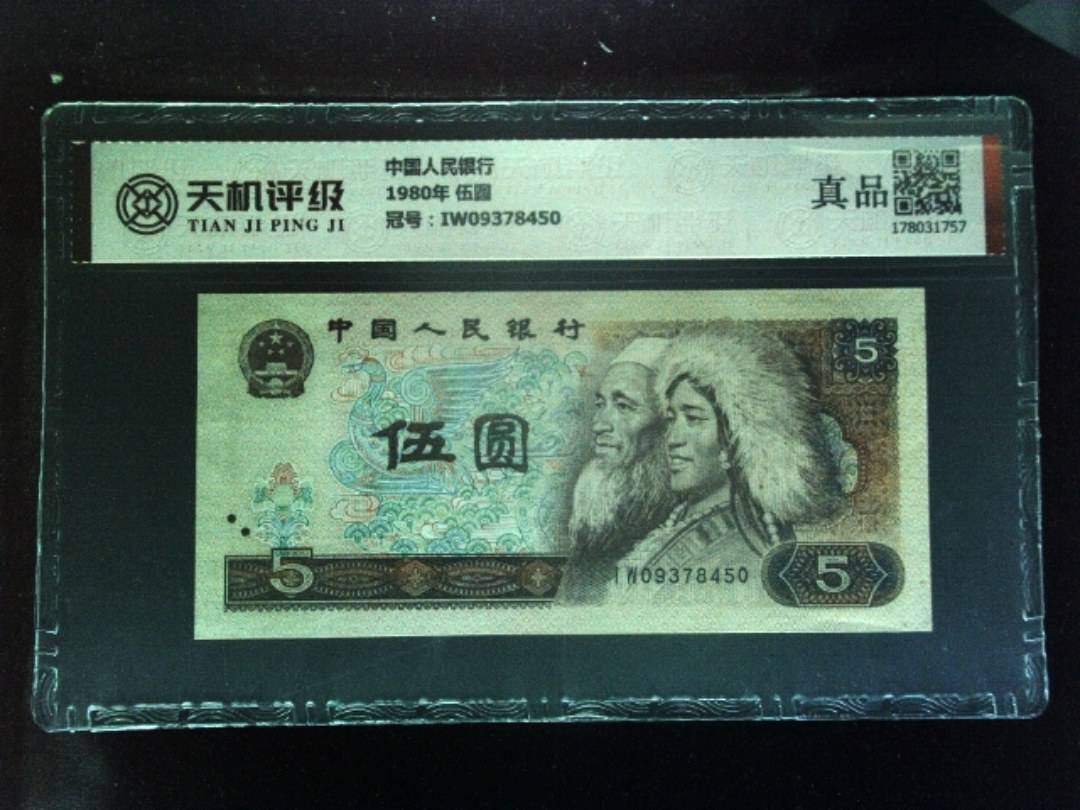 天机评级
TIAN JI PING JI
中国人民银行
1980年 伍圆
冠号：IW09378450
真品
178031757
中国人民银行
5
伍圆
5
IW09378450
5